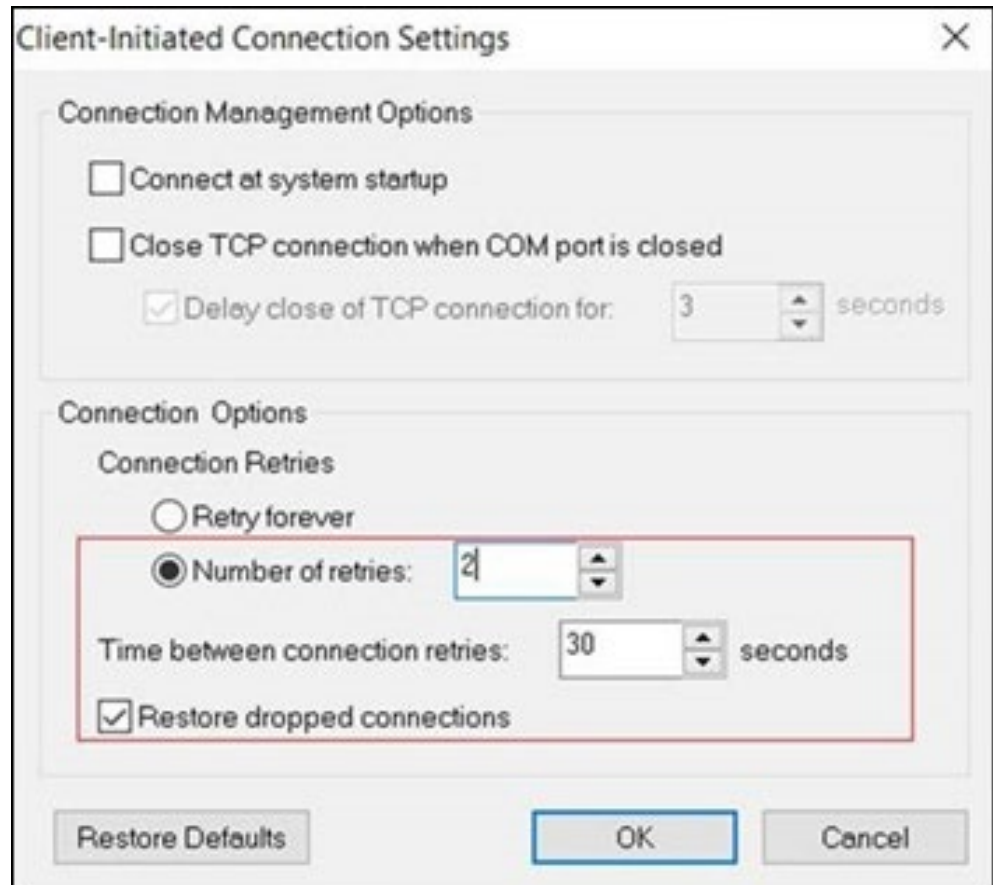 Client-Initiated Connection Settings
Connection Management Options
Connect at system startup
Close TCP connection when COM port is closed
Delay close of TCP connection for: 3 seconds
Connection Options
Connection Retries
Retry forever
Number of retries: 2
Time between connection retries: 30 seconds
Restore dropped connections
Restore Defaults OK Cancel